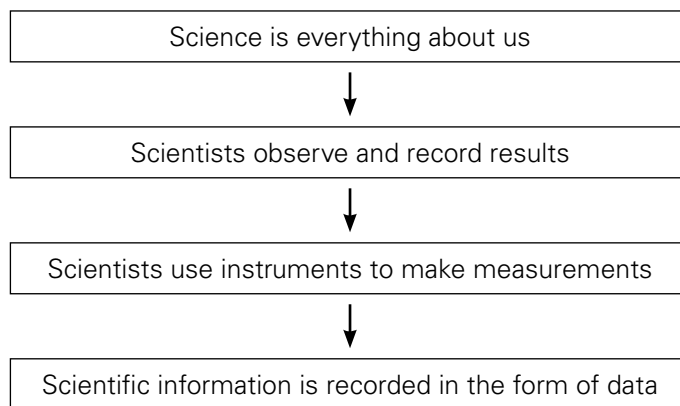 Science is everything about us
Scientists observe and record results
Scientists use instruments to make measurements
Scientific information is recorded in the form of data